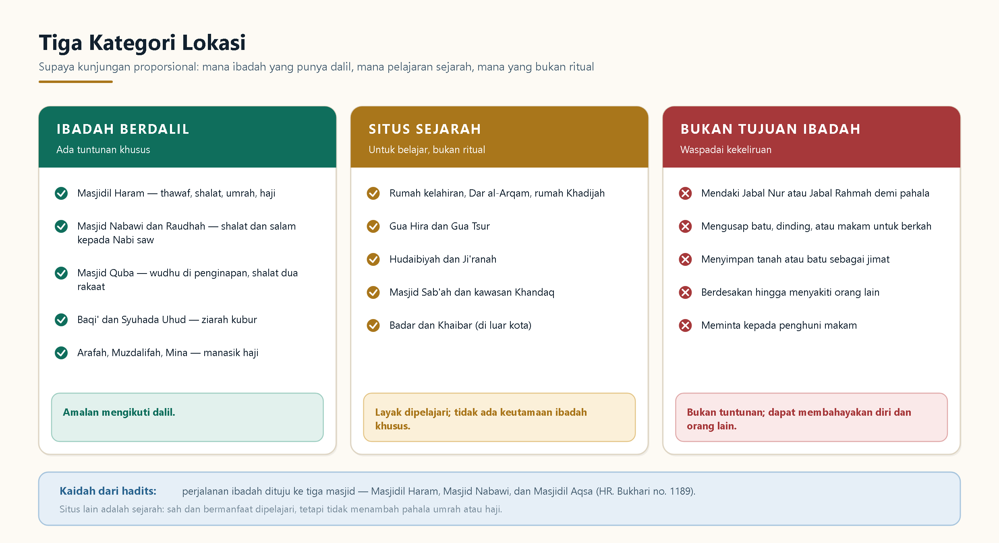 Tiga Kategori Lokasi
Supaya kunjungan proporsional: mana ibadah yang punya dalil, mana pelajaran sejarah, mana yang bukan ritual
IBADAH BERDALIL
Ada tuntunan khusus
Masjidil Haram — thawaf, shalat, umrah, haji
Masjid Nabawi dan Raudhah — shalat dan salam
kepada Nabi saw
Masjid Quba — wudhu di penginapan, shalat dua
rakaat
Baqi' dan Syuhada Uhud — ziarah kubur
Arafah, Muzdalifah, Mina — manasik haji
Amalan mengikuti dalil.
SITUS SEJARAH
Untuk belajar, bukan ritual
Rumah kelahiran, Dar al-Arqam, rumah Khadijah
Gua Hira dan Gua Tsur
Hudaibiyah dan Ji'ranah
Masjid Sab'ah dan kawasan Khandaq
Badar dan Khaibar (di luar kota)
Layak dipelajari; tidak ada keutamaan ibadah
khusus.
BUKAN TUJUAN IBADAH
Waspadai kekeliruan
Mendaki Jabal Nur atau Jabal Rahmah demi pahala
Mengusap batu, dinding, atau makam untuk berkah
Menyimpan tanah atau batu sebagai jimat
Berdesakan hingga menyakiti orang lain
Meminta kepada penghuni makam
Bukan tuntunan; dapat membahayakan diri dan
orang lain.
Kaidah dari hadits: perjalanan ibadah dituju ke tiga masjid — Masjidil Haram, Masjid Nabawi, dan Masjidil Aqsa (HR. Bukhari no. 1189).
Situs lain adalah sejarah: sah dan bermanfaat dipelajari, tetapi tidak menambah pahala umrah atau haji.